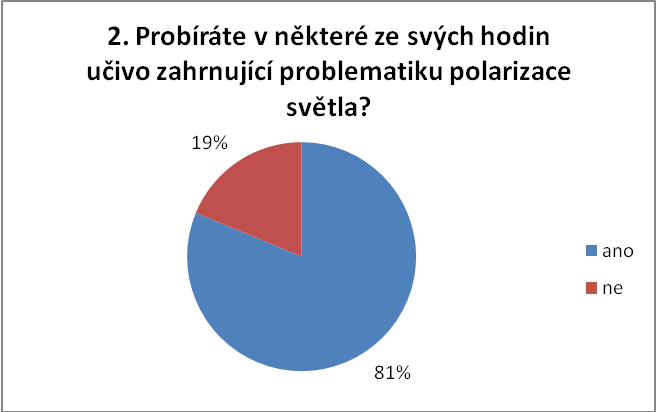 2. Probíráte v některé ze svých hodin
učivo zahrnující problematiku polarizace
světla?
19%
ano
ne
81%